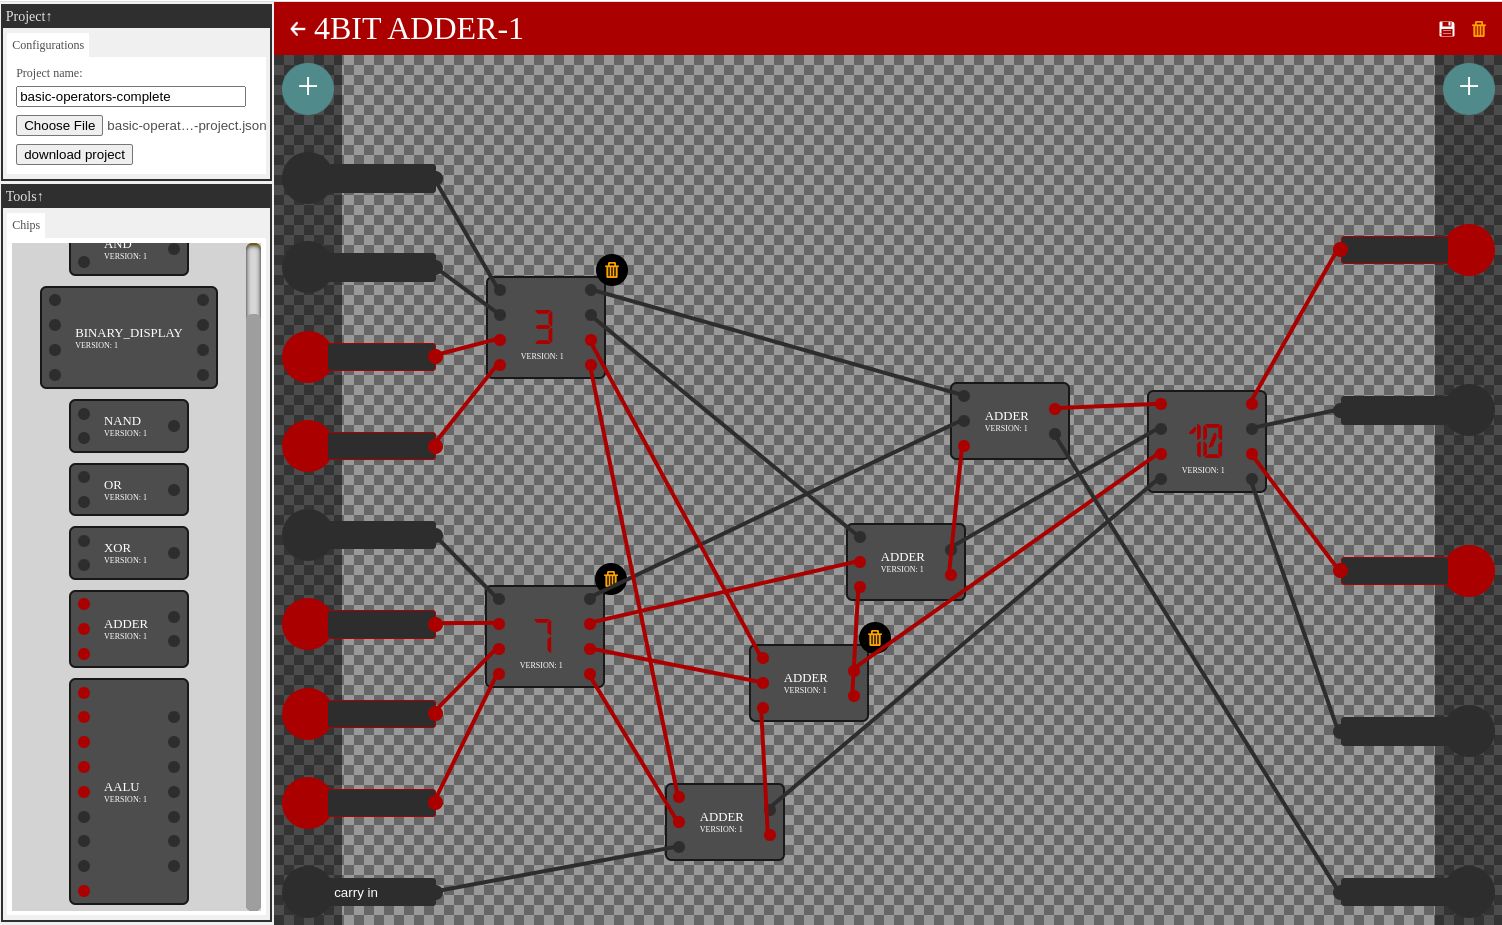 Project↑
Configurations
Project name:
basic-operators-complete
Choose File basic-operat…-project.json
download project
Tools↑
Chips
AND
VERSION: 1
BINARY_DISPLAY
VERSION: 1
NAND
VERSION: 1
OR
VERSION: 1
XOR
VERSION: 1
ADDER
VERSION: 1
AALU
VERSION: 1
4BIT ADDER-1
3
VERSION: 1
7
VERSION: 1
ADDER
VERSION: 1
10
VERSION: 1
ADDER
VERSION: 1
ADDER
VERSION: 1
ADDER
VERSION: 1
carry in